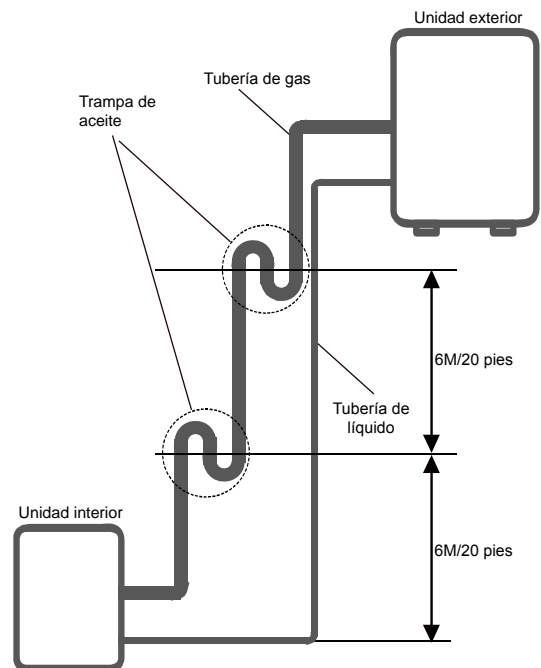 Unidad exterior
Tubería de gas
Trampa de
aceite
6M/20 pies
Tubería de
líquido
Unidad interior
6M/20 pies